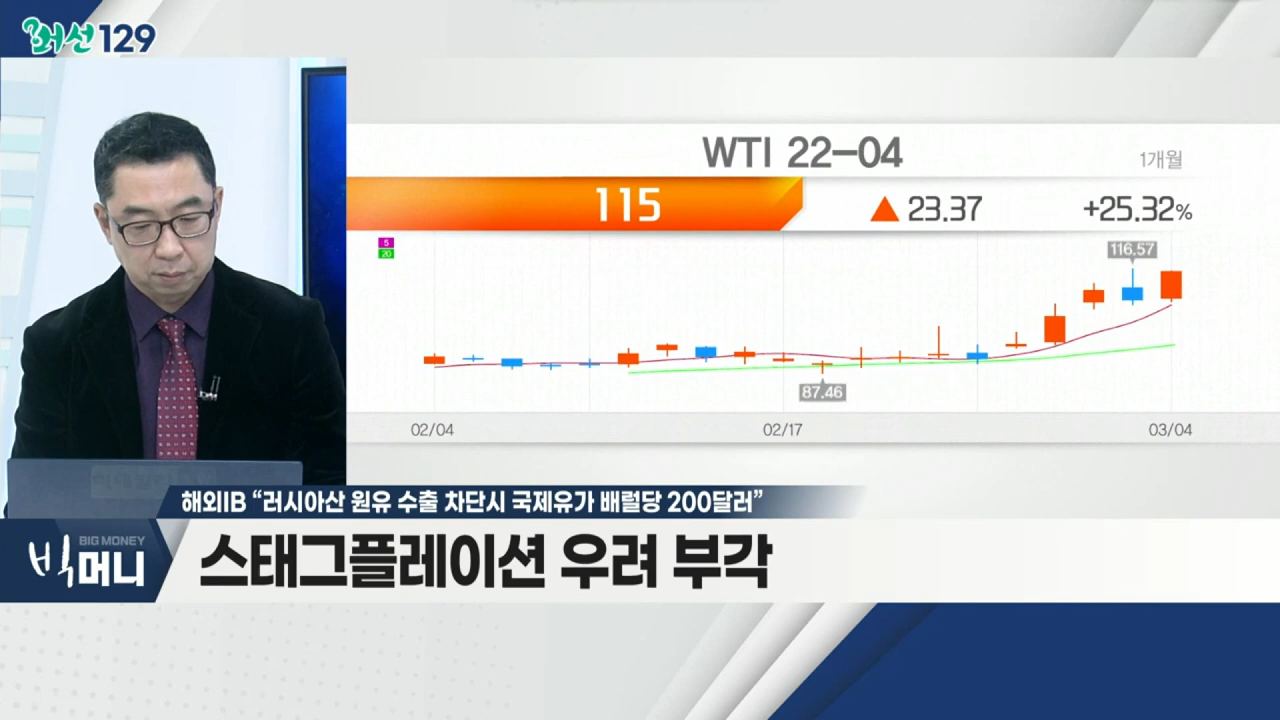 머선129
WTI 22-04
1개월
115
▲ 23.37
+25.32%
5
20
116.57
87.46
02/04
02/17
03/04
해외IB “러시아산 원유 수출 차단시 국제유가 배럴당 200달러”
BIG MONEY
빅머니
스태그플레이션 우려 부각